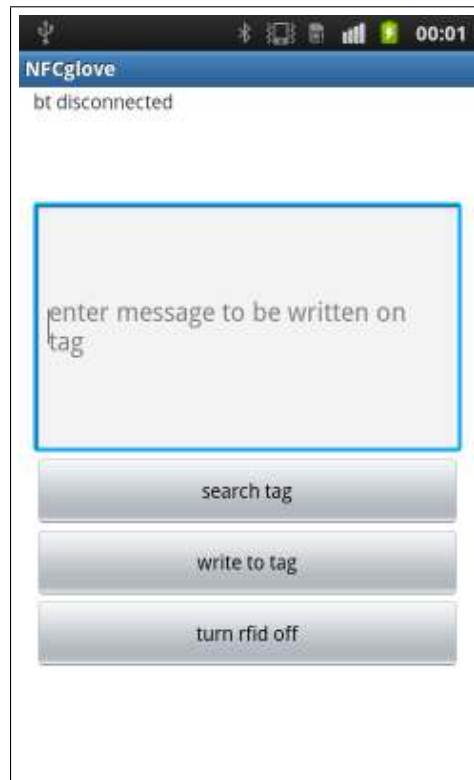 00:01
NFCglove
bt disconnected
enter message to be written on
tag
search tag
write to tag
turn rfid off